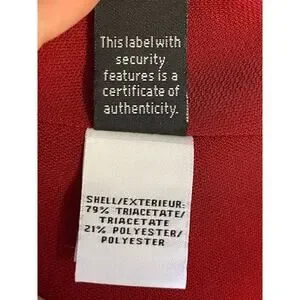 This label with
security
features is a
certificate of
authenticity.
SHELL/EXTERIEUR:
79% TRIACETATE/
TRIACETATE
21% POLYESTER/
POLYESTER